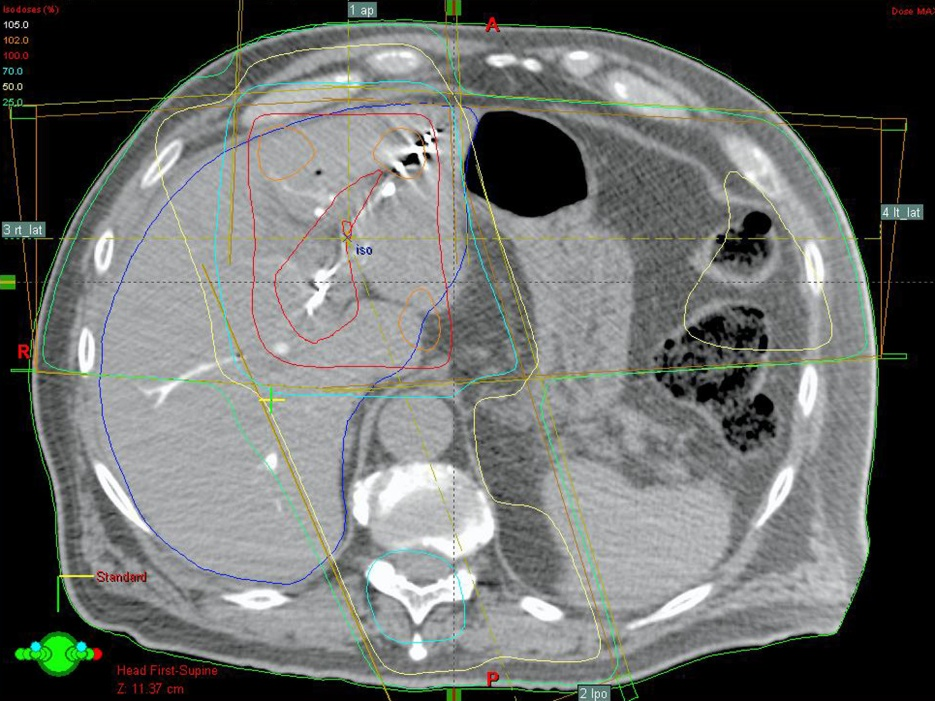 Isodoses (%)
105.0
102.0
100.0
70.0
50.0
25.0
1 ap
A
Dose MA
3 rt_lat
4 lt_lat
iso
R
Standard
Head First-Supine
Z: 11.37 cm
P
2 lpo